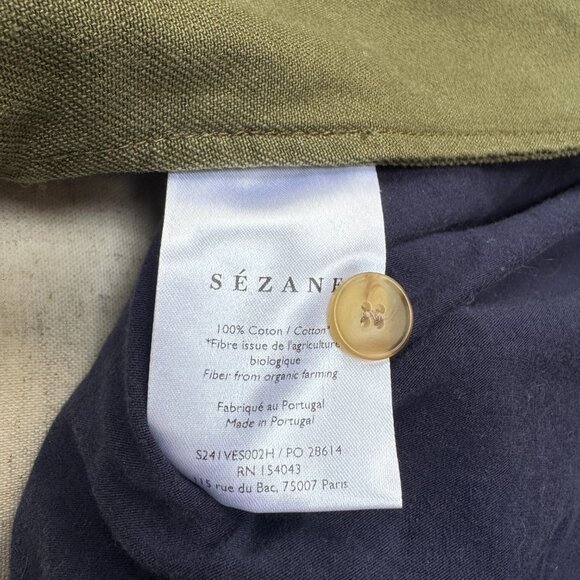 SÉZANE
100% Coton / Cotton*
*Fibre issue de l'agriculture
biologique
Fiber from organic farming
Fabriqué au Portugal
Made in Portugal
S241VES002H / PO 28614
RN 154043
rue du Bac, 75007 Paris